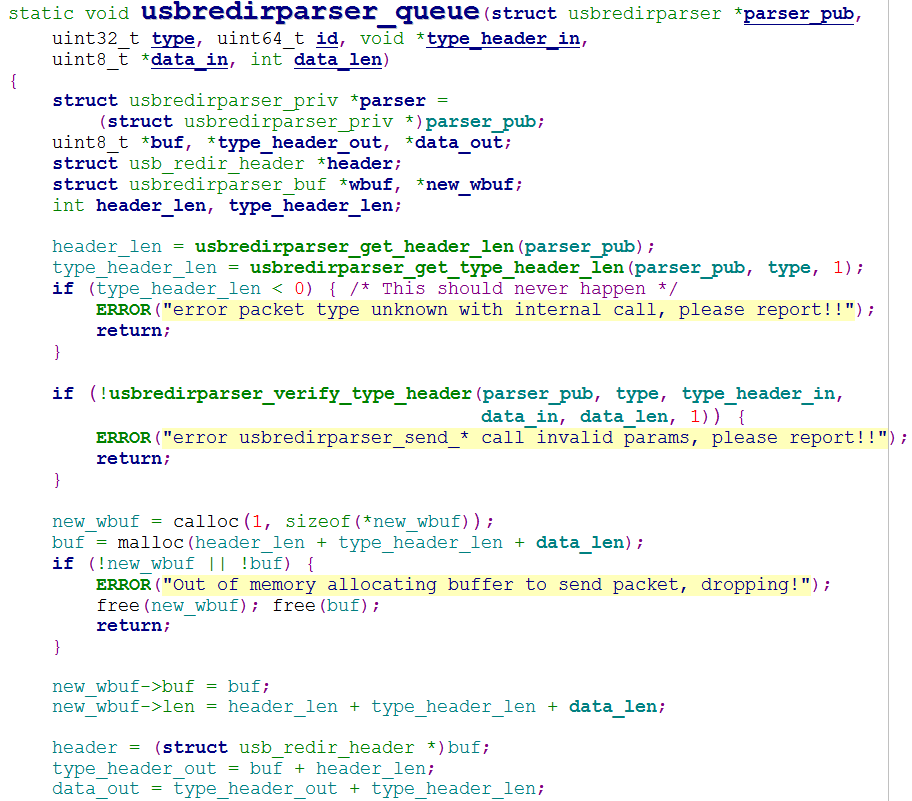 static void usbredirparser_queue(struct usbredirparser *parser_pub,
    uint32_t type, uint64_t id, void *type_header_in,
    uint8_t *data_in, int data_len)
{
    struct usbredirparser_priv *parser =
        (struct usbredirparser_priv *)parser_pub;
    uint8_t *buf, *type_header_out, *data_out;
    struct usb_redir_header *header;
    struct usbredirparser_buf *wbuf, *new_wbuf;
    int header_len, type_header_len;

    header_len = usbredirparser_get_header_len(parser_pub);
    type_header_len = usbredirparser_get_type_header_len(parser_pub, type, 1);
    if (type_header_len < 0) { /* This should never happen */
        ERROR("error packet type unknown with internal call, please report!!");
        return;
    }

    if (!usbredirparser_verify_type_header(parser_pub, type, type_header_in,
                                           data_in, data_len, 1)) {
        ERROR("error usbredirparser_send_* call invalid params, please report!!");
        return;
    }

    new_wbuf = calloc(1, sizeof(*new_wbuf));
    buf = malloc(header_len + type_header_len + data_len);
    if (!new_wbuf || !buf) {
        ERROR("Out of memory allocating buffer to send packet, dropping!");
        free(new_wbuf); free(buf);
        return;
    }

    new_wbuf->buf = buf;
    new_wbuf->len = header_len + type_header_len + data_len;

    header = (struct usb_redir_header *)buf;
    type_header_out = buf + header_len;
    data_out = type_header_out + type_header_len;